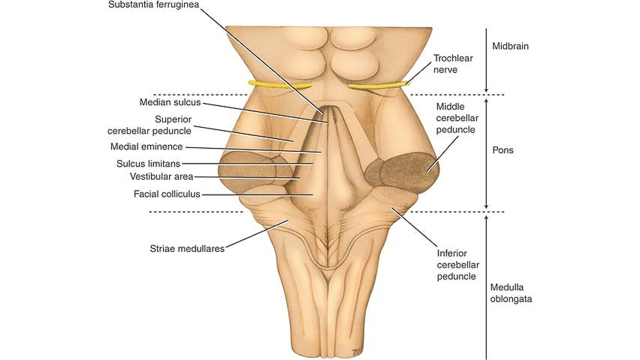 Substantia ferruginea
Midbrain
Trochlear
nerve
Median sulcus
Superior
cerebellar peduncle
Medial eminence
Sulcus limitans
Vestibular area
Facial colliculus
Middle
cerebellar
peduncle
Pons
Striae medullares
Inferior
cerebellar
peduncle
Medulla
oblongata